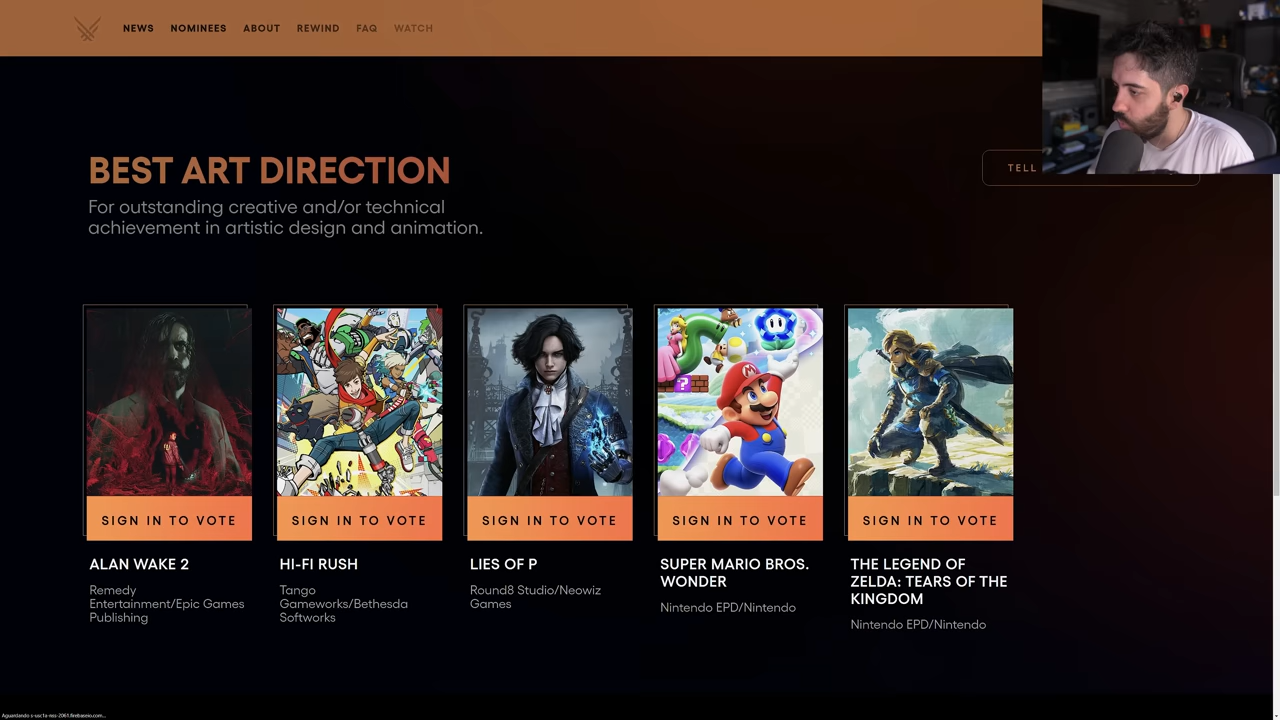 NEWS NOMINEES ABOUT REWIND FAQ WATCH
BEST ART DIRECTION
TELL
For outstanding creative and/or technical
achievement in artistic design and animation.
SIGN IN TO VOTE
ALAN WAKE 2
Remedy
Entertainment/Epic Games
Publishing
SIGN IN TO VOTE
HI-FI RUSH
Tango
Gameworks/Bethesda
Softworks
SIGN IN TO VOTE
LIES OF P
Round8 Studio/Neowiz
Games
SIGN IN TO VOTE
SUPER MARIO BROS.
WONDER
Nintendo EPD/Nintendo
SIGN IN TO VOTE
THE LEGEND OF
ZELDA: TEARS OF THE
KINGDOM
Nintendo EPD/Nintendo
Aguardando